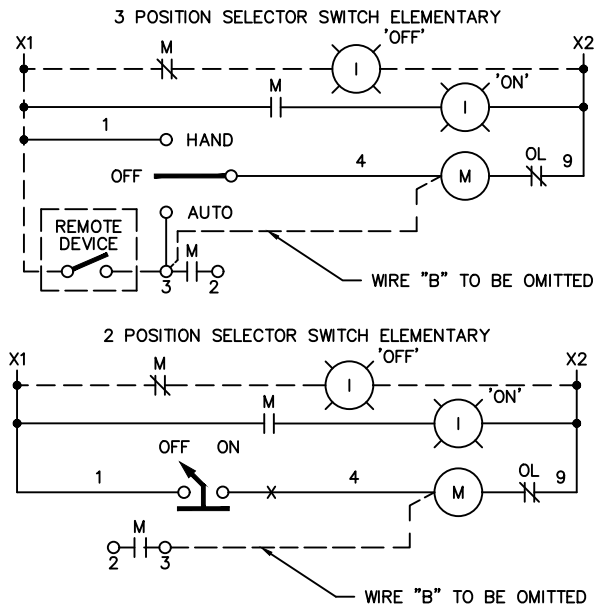 3 POSITION SELECTOR SWITCH ELEMENTARY
X1
X2
M
'OFF'
I
M
'ON'
I
1
HAND
OFF
4
M
OL
9
AUTO
REMOTE
DEVICE
M
3
2
WIRE "B" TO BE OMITTED
2 POSITION SELECTOR SWITCH ELEMENTARY
X1
X2
M
'OFF'
I
M
'ON'
I
OFF ON
1
X
4
M
OL
9
M
2
3
WIRE "B" TO BE OMITTED